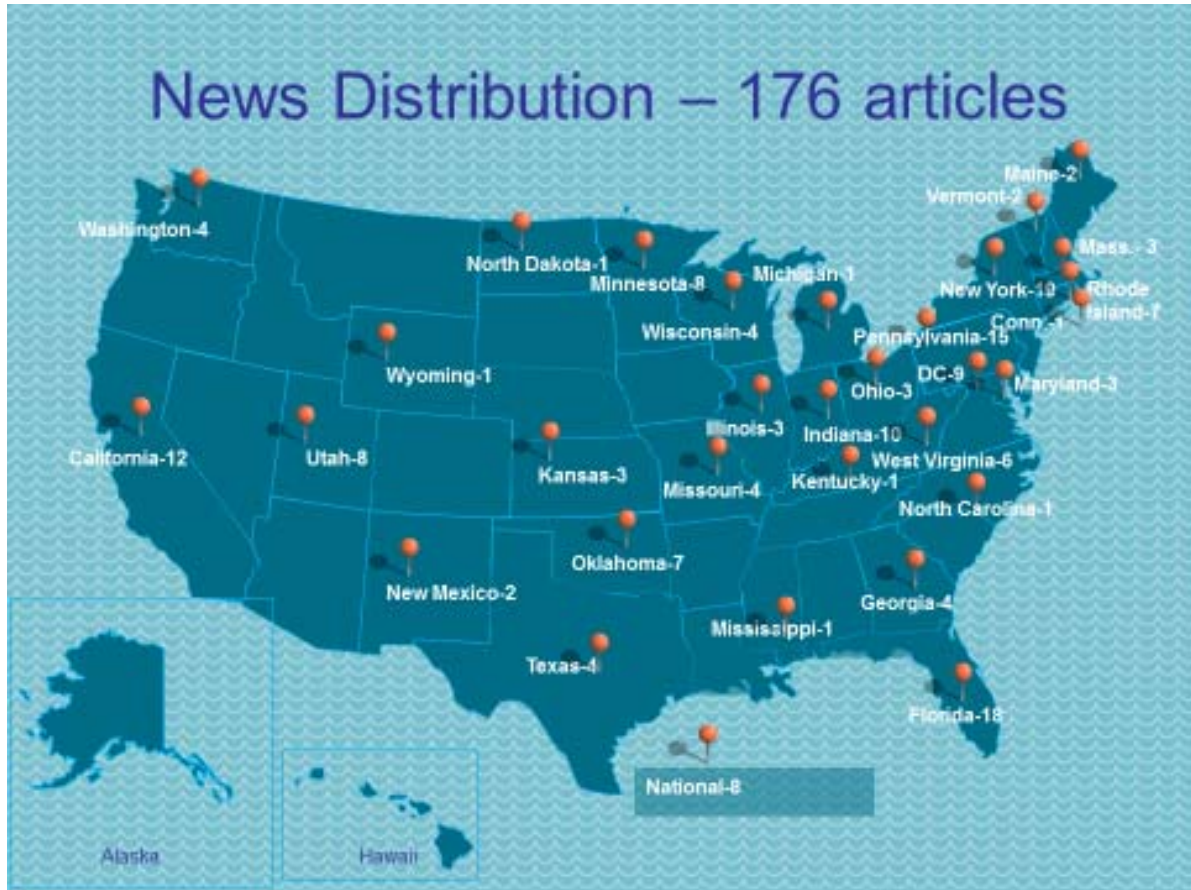 News Distribution – 176 articles
Maine-2
Vermont-2
Washington-4
Mass.- 3
North Dakota-1
Minnesota-8
Michigan-1
New York-19
Rhode
Island-7
Conn.-1
Wisconsin-4
Pennsylvania-15
Wyoming-1
DC-9
Maryland-3
Ohio-3
Illinois-3
Indiana-10
California-12
Utah-8
Kansas-3
Missouri-4
Kentucky-1
West Virginia-6
North Carolina-1
Oklahoma-7
New Mexico-2
Georgia-4
Mississippi-1
Texas-4
Florida-18
National-8
Alaska
Hawaii